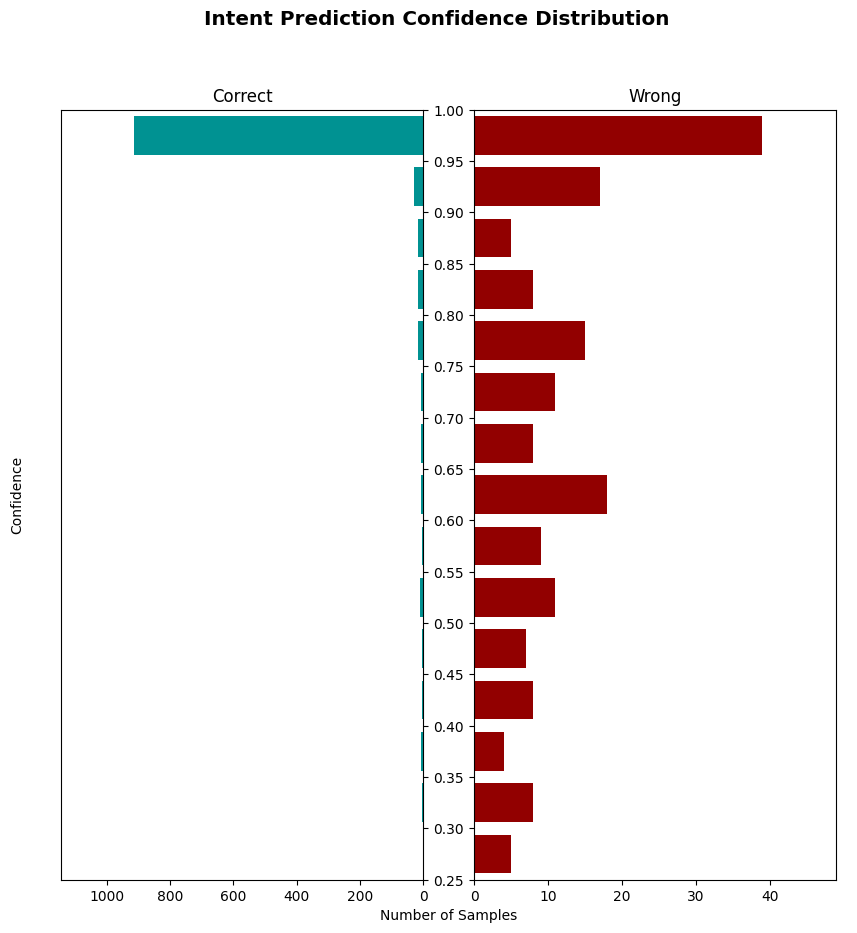 Intent Prediction Confidence Distribution
Correct
Wrong
1.00
0.95
0.90
0.85
0.80
0.75
0.70
0.65
0.60
0.55
0.50
0.45
0.40
0.35
0.30
0.25
Confidence
1000 800 600 400 200 0 0 10 20 30 40
Number of Samples